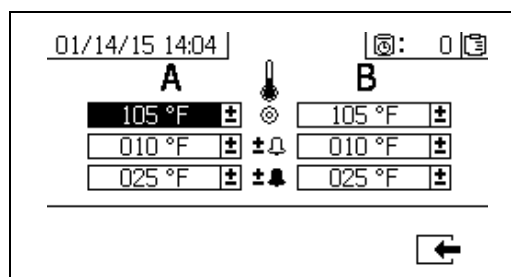 01/14/15 14:04 : 0
A B
105 °F ± 105 °F ±
010 °F ± ± 010 °F ±
025 °F ± ± 025 °F ±